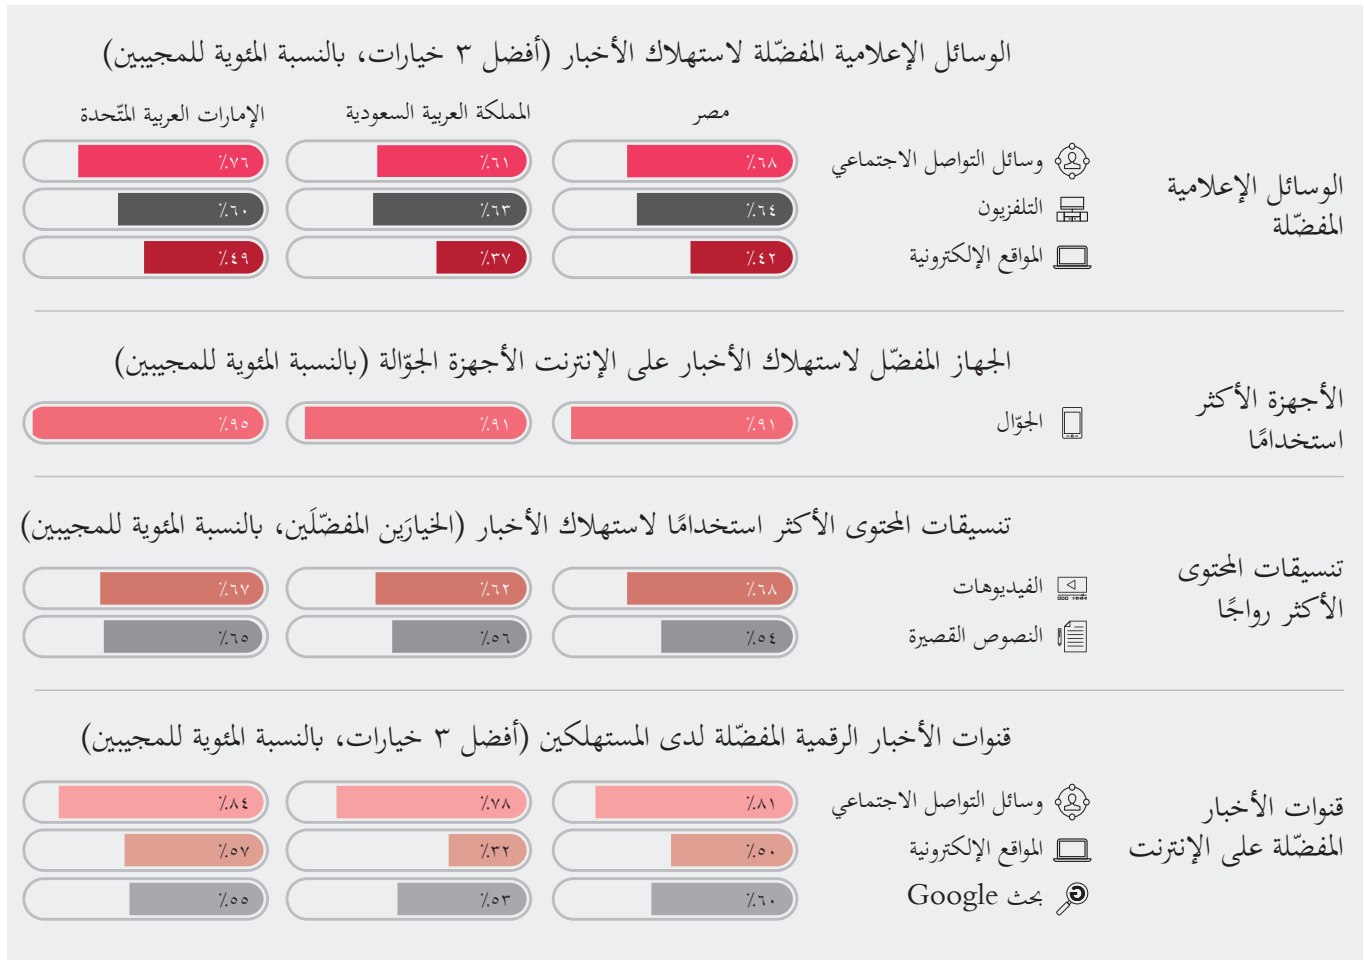 الوسائل الإعلامية المفضّلة لاستهلاك الأخبار (أفضل ٣ خيارات، بالنسبة المئوية للمجيبين)
مصر المملكة العربية السعودية الإمارات العربية المتّحدة
الوسائل الإعلامية
المفضّلة
وسائل التواصل الاجتماعي ٦٨٪ ٦١٪ ٧٦٪
التلفزيون ٦٤٪ ٦٣٪ ٦٠٪
المواقع الإلكترونية ٤٢٪ ٣٧٪ ٤٩٪
الجهاز المفضّل لاستهلاك الأخبار على الإنترنت الأجهزة الجوّالة (بالنسبة المئوية للمجيبين)
الأجهزة الأكثر
استخدامًا
الجوّال ٩١٪ ٩١٪ ٩٥٪
تنسيقات المحتوى الأكثر استخدامًا لاستهلاك الأخبار (الخيارَين المفضّلَين، بالنسبة المئوية للمجيبين)
تنسيقات المحتوى
الأكثر رواجًا
الفيديوهات ٦٨٪ ٦٢٪ ٦٧٪
النصوص القصيرة ٥٤٪ ٥٦٪ ٦٥٪
قنوات الأخبار الرقمية المفضّلة لدى المستهلكين (أفضل ٣ خيارات، بالنسبة المئوية للمجيبين)
قنوات الأخبار
المفضّلة على الإنترنت
وسائل التواصل الاجتماعي ٨١٪ ٧٨٪ ٨٤٪
المواقع الإلكترونية ٥٠٪ ٣٢٪ ٥٧٪
بحث Google ٦٠٪ ٥٣٪ ٥٥٪